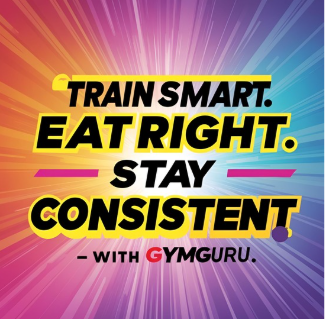 TRAIN SMART.
EAT RIGHT.
STAY
CONSISTENT
– WITH GYMGURU.